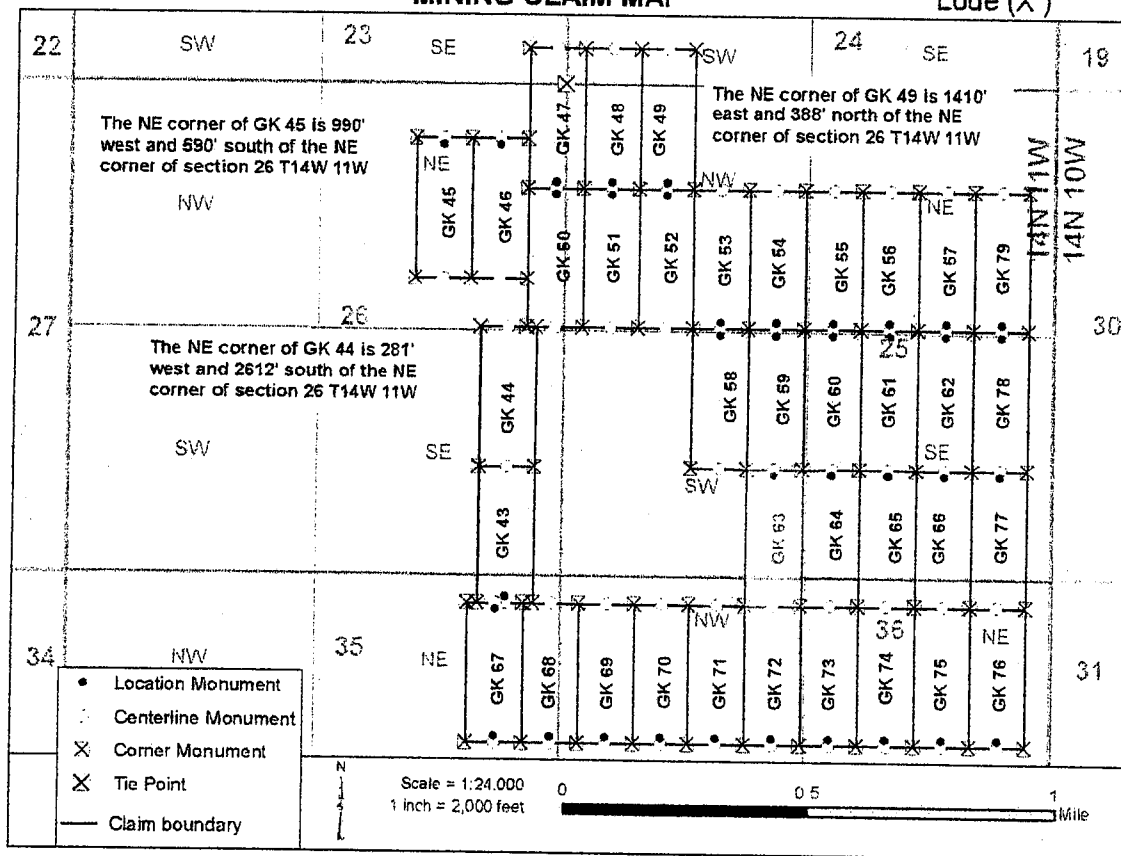 MINING CLAIM MAP
Lode (X )
22
SW
23
SE
SW
24
SE
19
The NE corner of GK 45 is 990'
west and 590' south of the NE
corner of section 26 T14W 11W
The NE corner of GK 49 is 1410'
east and 388' north of the NE
corner of section 26 T14W 11W
GK 47
GK 48
GK 49
NE
NW
NW
NE
14N 11W
14N 10W
GK 45
GK 46
GK 50
GK 51
GK 52
GK 53
GK 54
GK 55
GK 56
GK 57
GK 79
27
26
25
30
The NE corner of GK 44 is 281'
west and 2612' south of the NE
corner of section 26 T14W 11W
GK 44
GK 58
GK 59
GK 60
GK 61
GK 62
GK 78
SW
SE
SW
SE
GK 43
GK 63
GK 64
GK 65
GK 66
GK 77
34
NW
35
NE
NW
36
NE
31
GK 67
GK 68
GK 69
GK 70
GK 71
GK 72
GK 73
GK 74
GK 75
GK 76
Location Monument
Centerline Monument
Corner Monument
Tie Point
Claim boundary
N
Scale = 1:24.000
1 inch = 2,000 feet
0
0 5
1
Mile